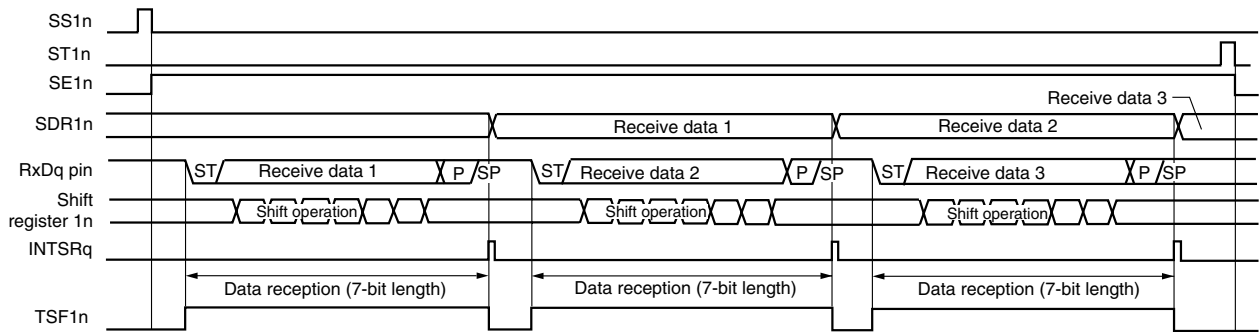 SS1n
ST1n
SE1n
Receive data 3
SDR1n
Receive data 1
Receive data 2
RxDq pin
ST
Receive data 1
P
SP
ST
Receive data 2
P
SP
ST
Receive data 3
P
SP
Shift
register 1n
Shift operation
Shift operation
Shift operation
INTSRq
Data reception (7-bit length)
Data reception (7-bit length)
Data reception (7-bit length)
TSF1n